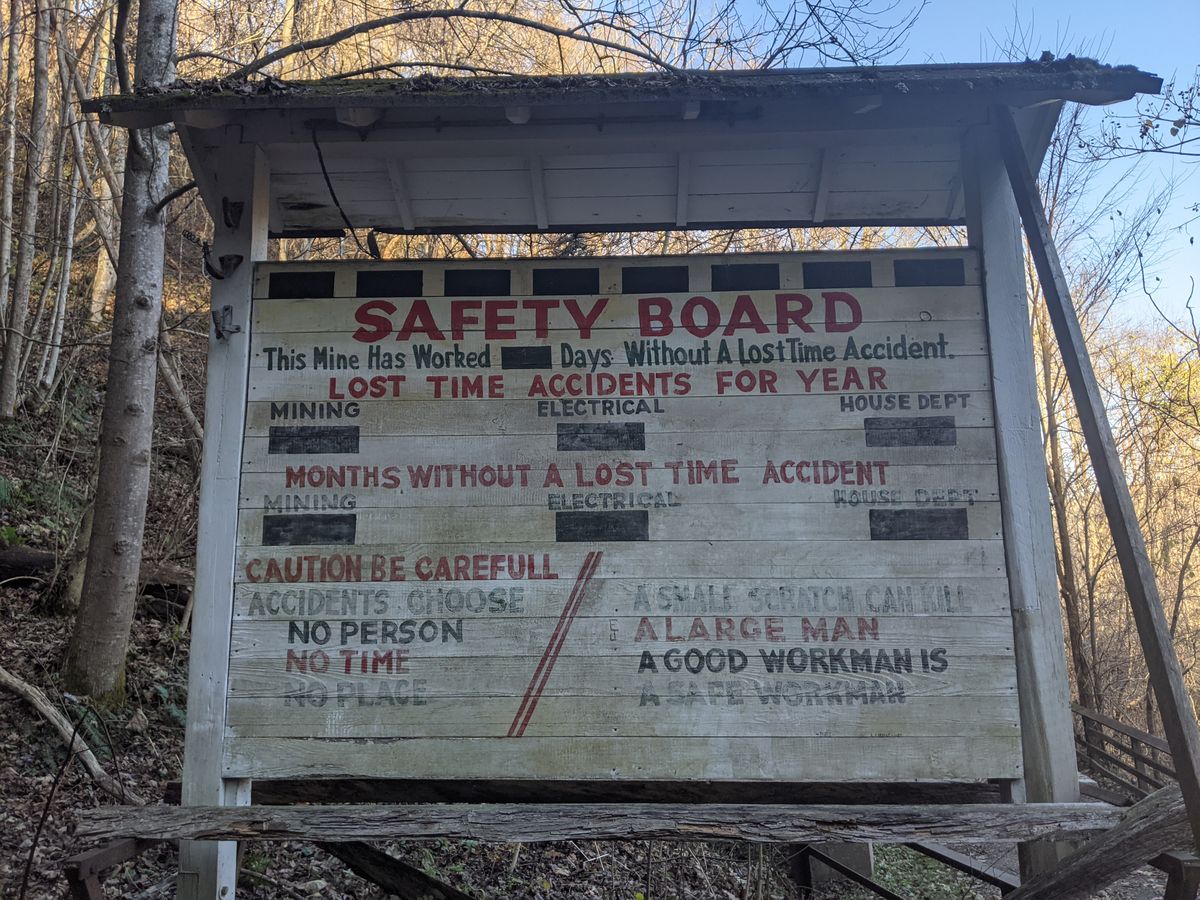 SAFETY BOARD
This Mine Has Worked Days Without A Lost Time Accident.
LOST TIME ACCIDENTS FOR YEAR
MINING ELECTRICAL HOUSE DEPT
MONTHS WITHOUT A LOST TIME ACCIDENT
MINING ELECTRICAL HOUSE DEPT
CAUTION BE CAREFULL
ACCIDENTS CHOOSE
NO PERSON
NO TIME
NO PLACE
A SMALL SCRATCH CAN KILL
A LARGE MAN
A GOOD WORKMAN IS
A SAFE WORKMAN